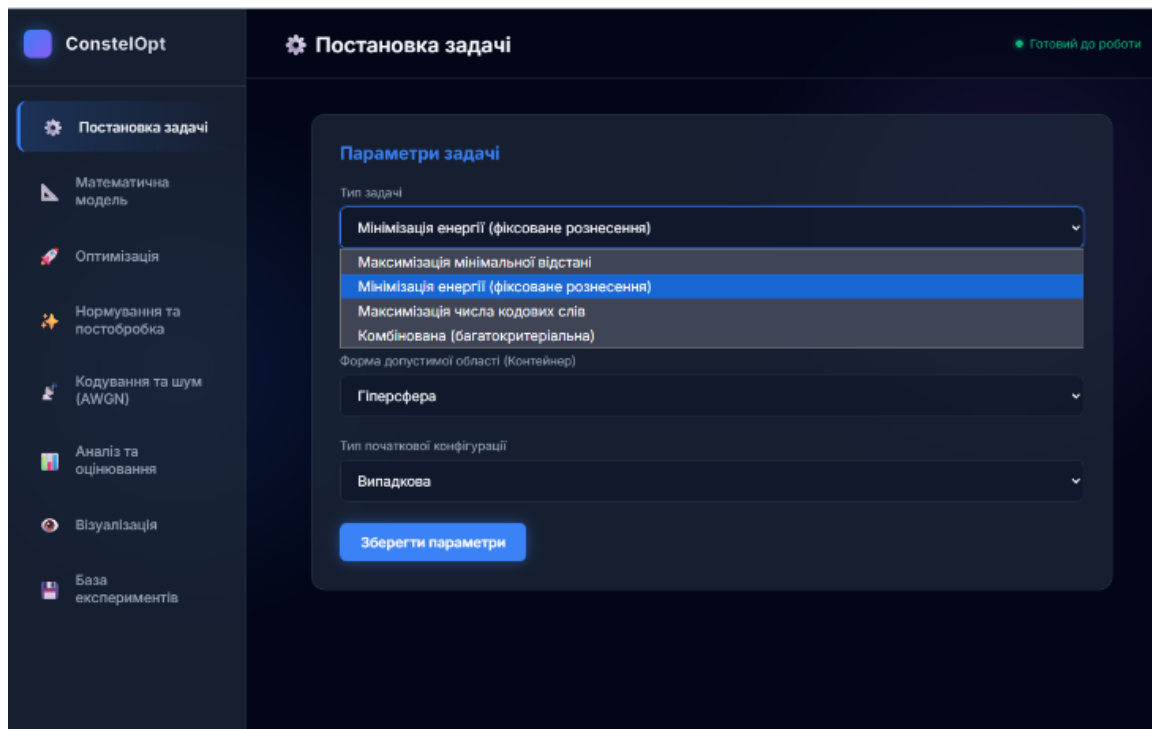 ConstelOpt
Постановка задачі
Готовий до роботи
Постановка задачі
Математична
модель
Оптимізація
Нормування та
постобробка
Кодування та шум
(AWGN)
Аналіз та
оцінювання
Візуалізація
База
експериментів
Параметри задачі
Тип задачі
Мінімізація енергії (фіксоване рознесення)
Максимізація мінімальної відстані
Мінімізація енергії (фіксоване рознесення)
Максимізація числа кодових слів
Комбінована (багатокритеріальна)
Форма допустимої області (Контейнер)
Гіперсфера
Тип початкової конфігурації
Випадкова
Зберегти параметри